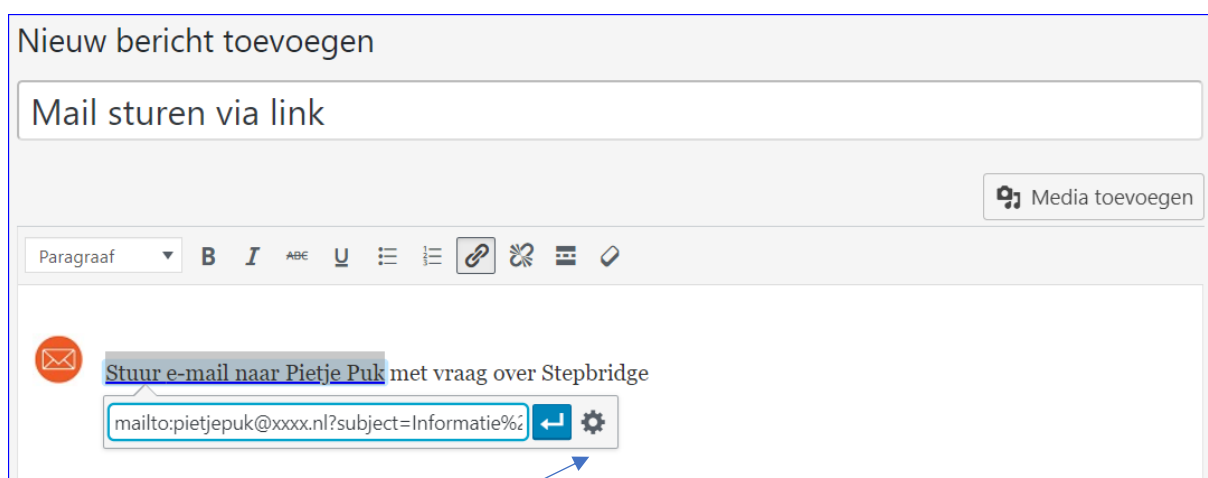 Nieuw bericht toevoegen
Mail sturen via link
Media toevoegen
Paragraaf B I ABC U
Stuur e-mail naar Pietje Puk met vraag over Stepbridge
mailto:pietjepuk@xxxx.nl?subject=Informatie%2